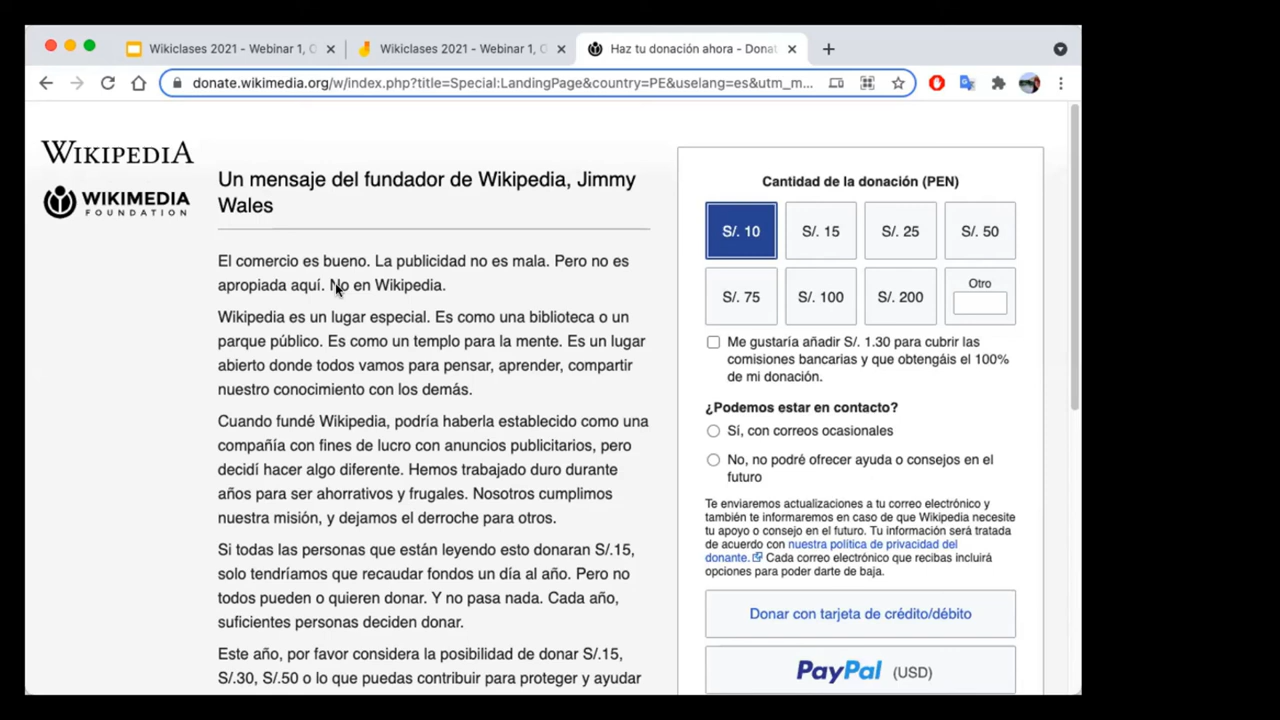 Wikiclases 2021 - Webinar 1, C
Wikiclases 2021 - Webinar 1, C
Haz tu donación ahora - Donat
donate.wikimedia.org/w/index.php?title=Special:LandingPage&country=PE&uselang=es&utm_m...
WIKIPEDIA
WIKIMEDIA
FOUNDATION
Un mensaje del fundador de Wikipedia, Jimmy
Wales
El comercio es bueno. La publicidad no es mala. Pero no es
apropiada aquí. No en Wikipedia.
Wikipedia es un lugar especial. Es como una biblioteca o un
parque público. Es como un templo para la mente. Es un lugar
abierto donde todos vamos para pensar, aprender, compartir
nuestro conocimiento con los demás.
Cuando fundé Wikipedia, podría haberla establecido como una
compañía con fines de lucro con anuncios publicitarios, pero
decidí hacer algo diferente. Hemos trabajado duro durante
años para ser ahorrativos y frugales. Nosotros cumplimos
nuestra misión, y dejamos el derroche para otros.
Si todas las personas que están leyendo esto donaran S/.15,
solo tendríamos que recaudar fondos un día al año. Pero no
todos pueden o quieren donar. Y no pasa nada. Cada año,
suficientes personas deciden donar.
Este año, por favor considera la posibilidad de donar S/.15,
S/.30, S/.50 o lo que puedas contribuir para proteger y ayudar
Cantidad de la donación (PEN)
S/. 10 S/. 15 S/. 25 S/. 50
Otro
S/. 75 S/. 100 S/. 200
Me gustaría añadir S/. 1.30 para cubrir las
comisiones bancarias y que obtengáis el 100%
de mi donación.
¿Podemos estar en contacto?
Sí, con correos ocasionales
No, no podré ofrecer ayuda o consejos en el
futuro
Te enviaremos actualizaciones a tu correo electrónico y
también te informaremos en caso de que Wikipedia necesite
tu apoyo o consejo en el futuro. Tu información será tratada
de acuerdo con nuestra política de privacidad del
donante. Cada correo electrónico que recibas incluirá
opciones para poder darte de baja.
Donar con tarjeta de crédito/débito
PayPal (USD)